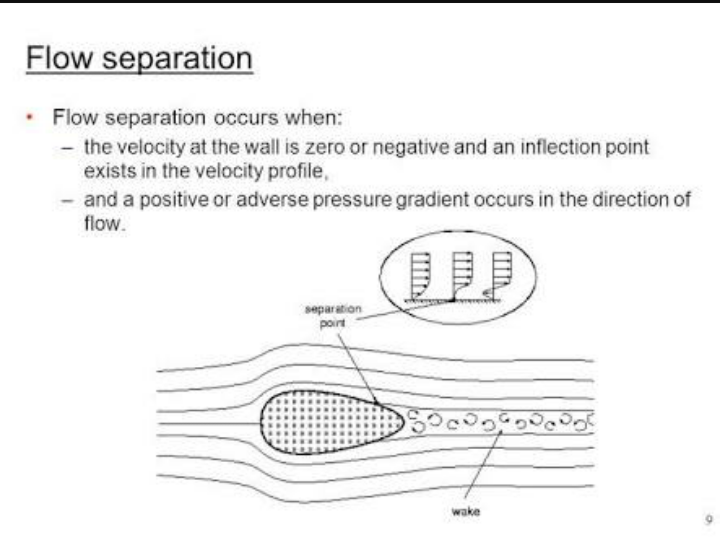 Flow separation
• Flow separation occurs when:
– the velocity at the wall is zero or negative and an inflection point
exists in the velocity profile,
– and a positive or adverse pressure gradient occurs in the direction of
flow.
separation
point
wake
9